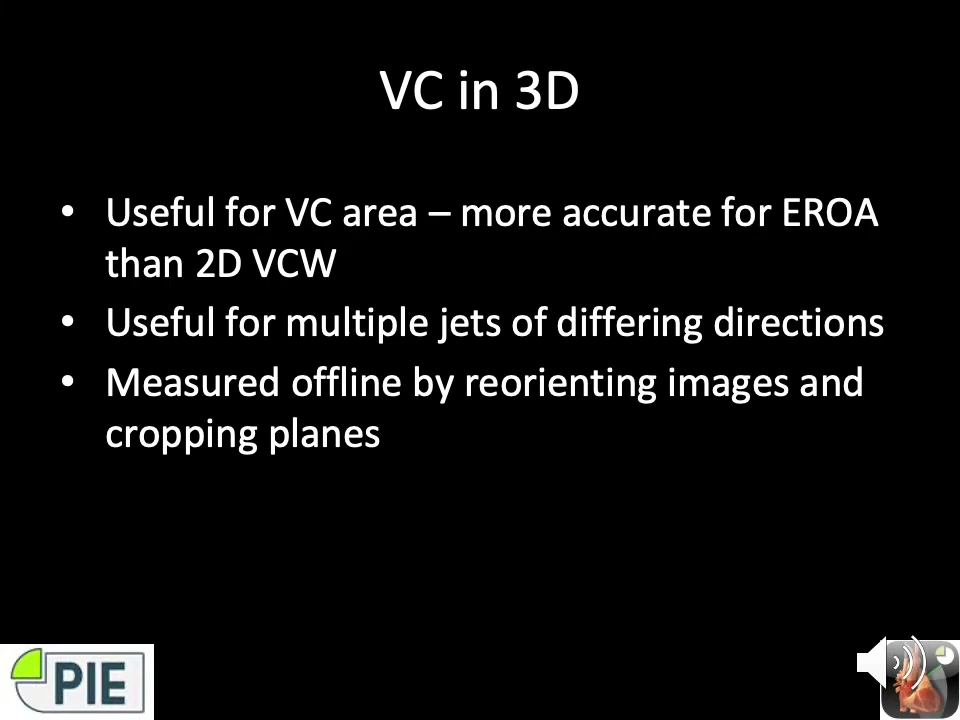 VC in 3D
• Useful for VC area – more accurate for EROA
than 2D VCW
• Useful for multiple jets of differing directions
• Measured offline by reorienting images and
cropping planes
PIE